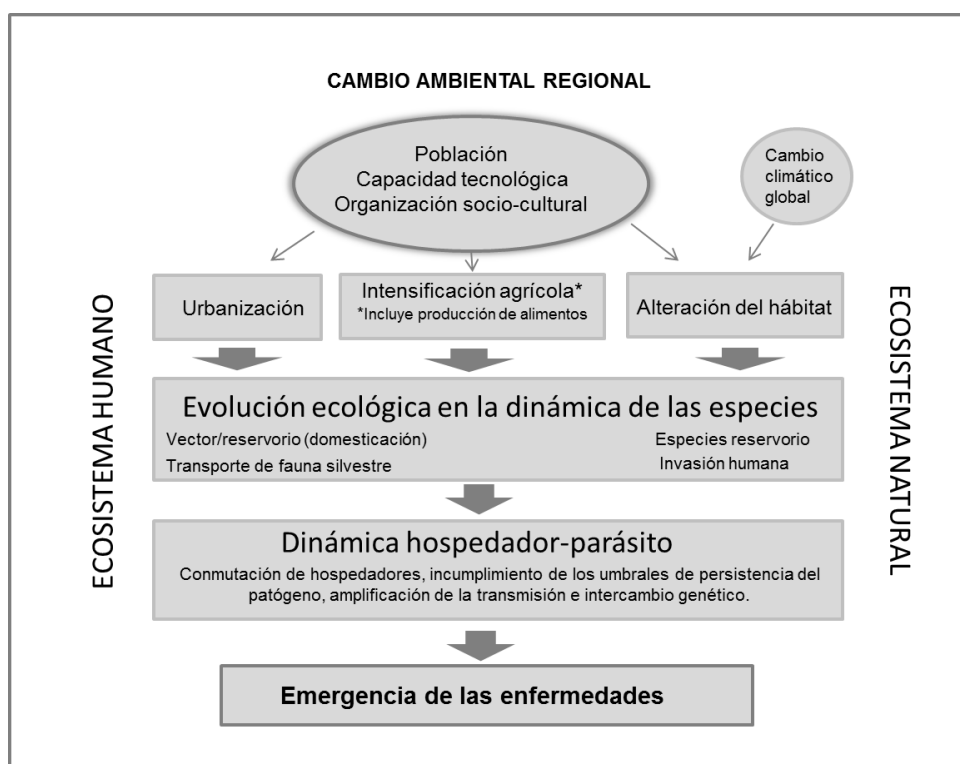 CAMBIO AMBIENTAL REGIONAL
Población
Capacidad tecnológica
Organización socio-cultural
Cambio
climático
global
ECOSISTEMA HUMANO
Urbanización
Intensificación agrícola*
*Incluye producción de alimentos
Alteración del hábitat
ECOSISTEMA NATURAL
Evolución ecológica en la dinámica de las especies
Vector/reservorio (domesticación)
Especies reservorio
Transporte de fauna silvestre
Invasión humana
Dinámica hospedador-parásito
Conmutación de hospedadores, incumplimiento de los umbrales de persistencia del
patógeno, amplificación de la transmisión e intercambio genético.
Emergencia de las enfermedades